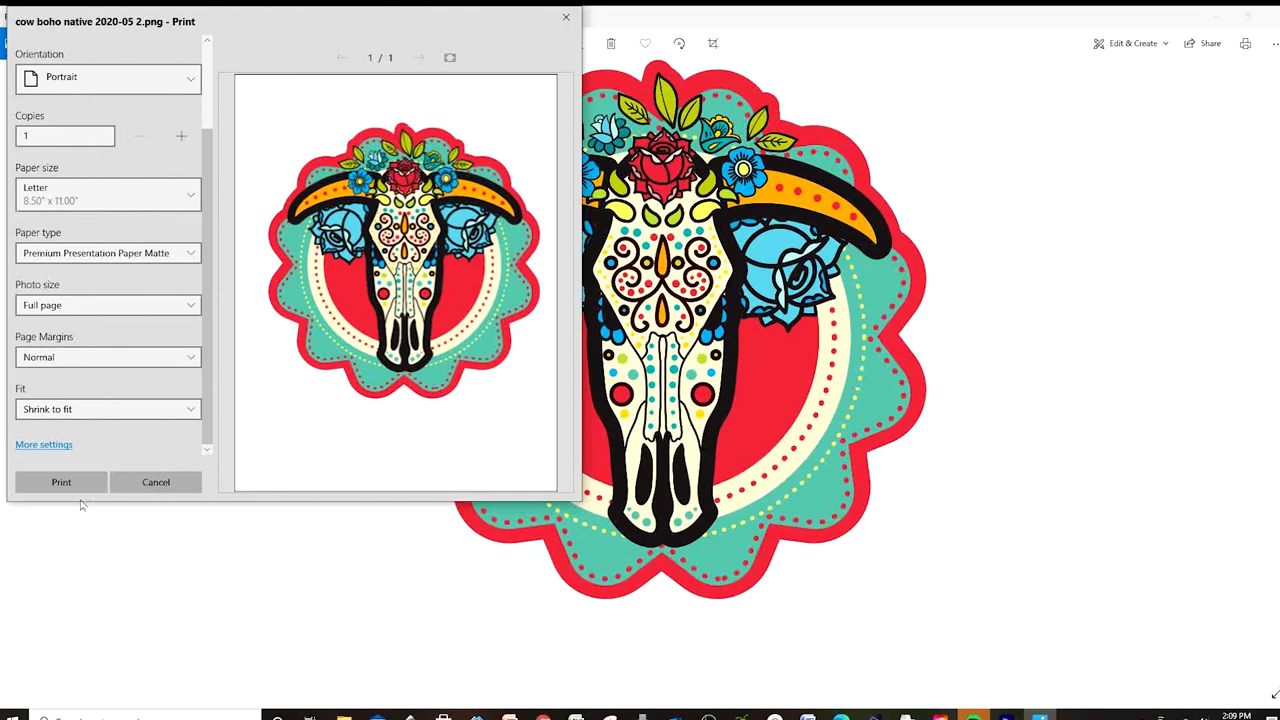 cow boho native 2020-05 2.png - Print
Orientation
Portrait
Copies
1
Paper size
Letter
8.50" x 11.00"
Paper type
Premium Presentation Paper Matte
Photo size
Full page
Page Margins
Normal
Fit
Shrink to fit
More settings
Print
Cancel
1 / 1
Edit & Create
Share
2:09 PM